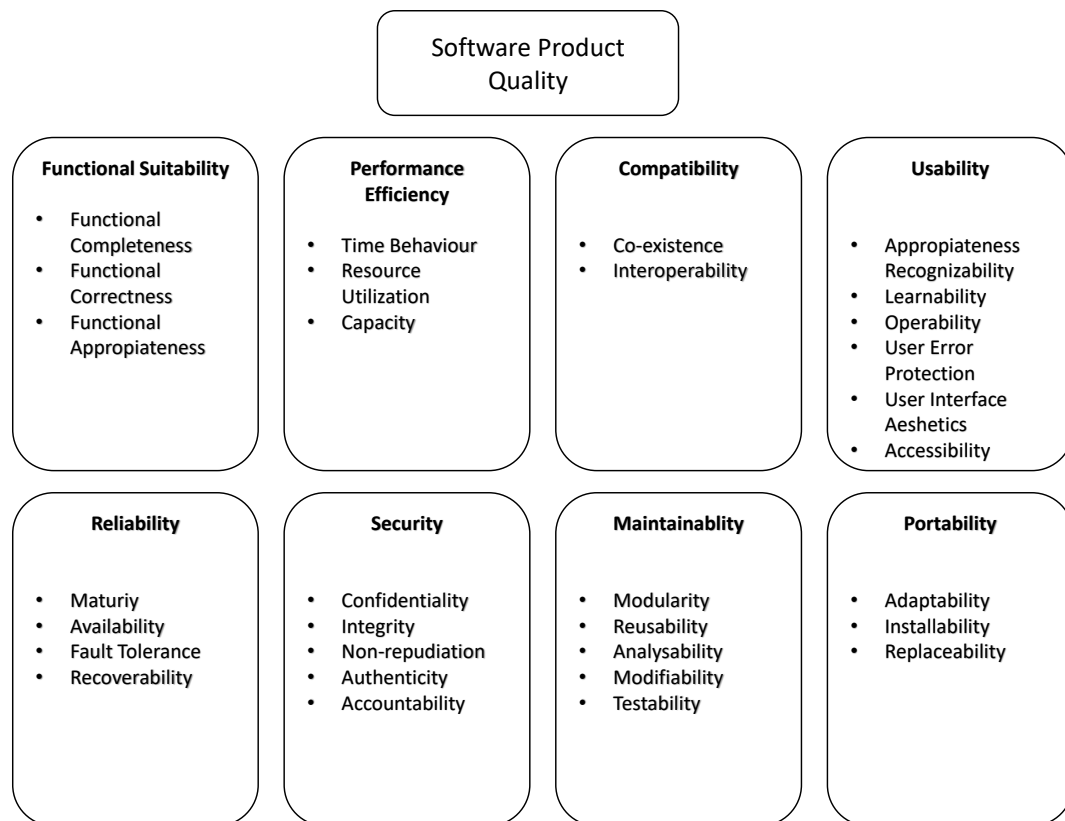 Software Product
Quality
Functional Suitability
• Functional
Completeness
• Functional
Correctness
• Functional
Appropiateness
Performance
Efficiency
• Time Behaviour
• Resource
Utilization
• Capacity
Compatibility
• Co-existence
• Interoperability
Usability
• Appropiateness
Recognizability
• Learnability
• Operability
• User Error
Protection
• User Interface
Aeshetics
• Accessibility
Reliability
• Maturiy
• Availability
• Fault Tolerance
• Recoverability
Security
• Confidentiality
• Integrity
• Non-repudiation
• Authenticity
• Accountability
Maintainablity
• Modularity
• Reusability
• Analysability
• Modifiability
• Testability
Portability
• Adaptability
• Installability
• Replaceability